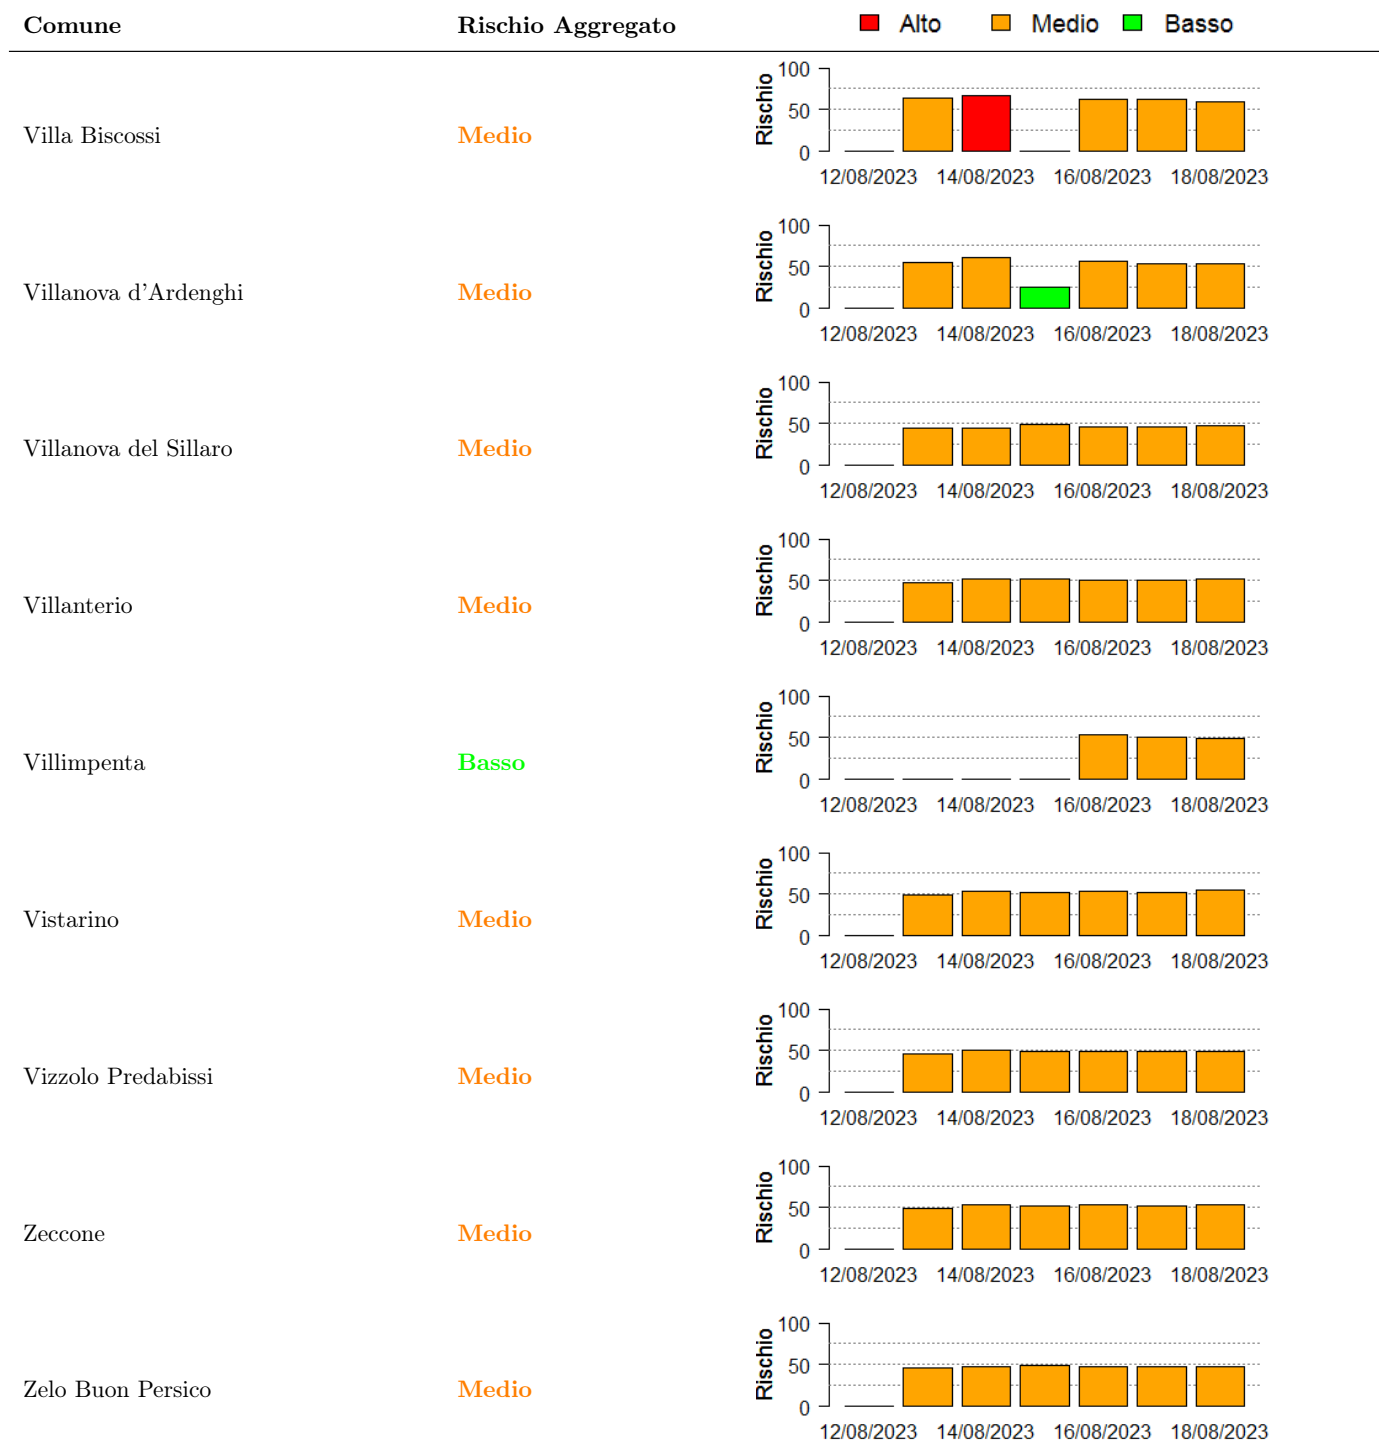 Comune Rischio Aggregato Alto Medio Basso
Villa Biscossi Medio
Rischio
100
50
0
12/08/2023 14/08/2023 16/08/2023 18/08/2023
Villanova d'Ardenghi Medio
Rischio
100
50
0
12/08/2023 14/08/2023 16/08/2023 18/08/2023
Villanova del Sillaro Medio
Rischio
100
50
0
12/08/2023 14/08/2023 16/08/2023 18/08/2023
Villanterio Medio
Rischio
100
50
0
12/08/2023 14/08/2023 16/08/2023 18/08/2023
Villimpenta Basso
Rischio
100
50
0
12/08/2023 14/08/2023 16/08/2023 18/08/2023
Vistarino Medio
Rischio
100
50
0
12/08/2023 14/08/2023 16/08/2023 18/08/2023
Vizzolo Predabissi Medio
Rischio
100
50
0
12/08/2023 14/08/2023 16/08/2023 18/08/2023
Zeccone Medio
Rischio
100
50
0
12/08/2023 14/08/2023 16/08/2023 18/08/2023
Zelo Buon Persico Medio
Rischio
100
50
0
12/08/2023 14/08/2023 16/08/2023 18/08/2023